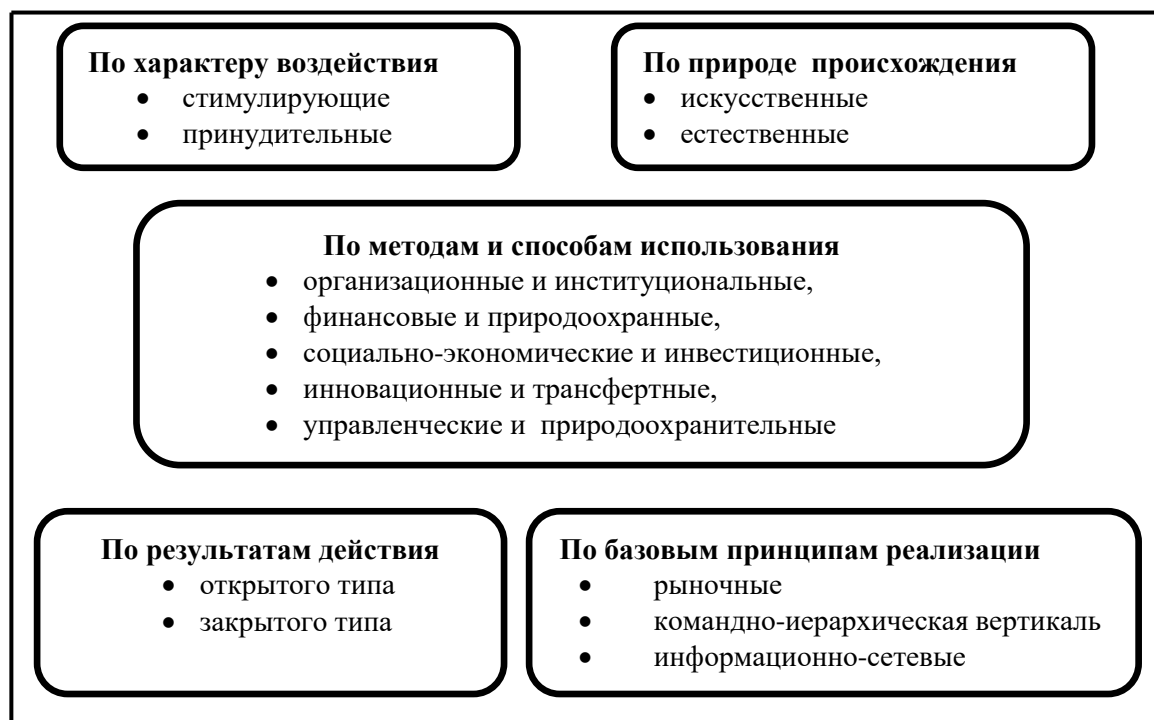 По характеру воздействия
• стимулирующие
• принудительные
По природе происхождения
• искусственные
• естественные
По методам и способам использования
• организационные и институциональные,
• финансовые и природоохранные,
• социально-экономические и инвестиционные,
• инновационные и трансфертные,
• управленческие и природоохранительные
По результатам действия
• открытого типа
• закрытого типа
По базовым принципам реализации
• рыночные
• командно-иерархическая вертикаль
• информационно-сетевые